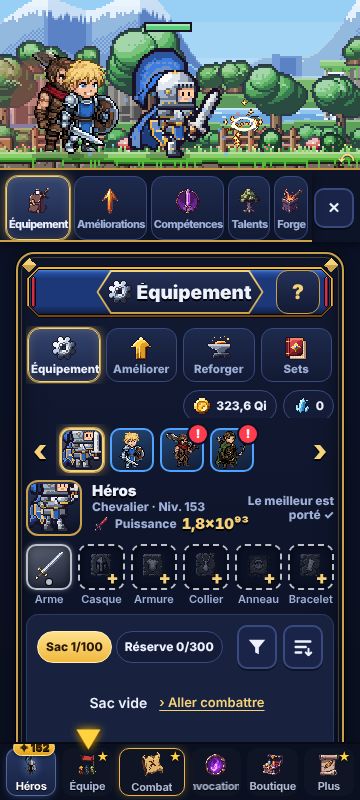 Équipement Améliorations Compétences Talents Forge ×
Équipement ?
Équipement Améliorer Reforger Sets
323,6 Qi 0
! !
Héros
Chevalier · Niv. 153
Puissance 1,8×10⁹³
Le meilleur est
porté ✓
Arme Casque Armure Collier Anneau Bracelet
Sac 1/100 Réserve 0/300
Sac vide › Aller combattre
Héros Équipe Combat Boutique Plus